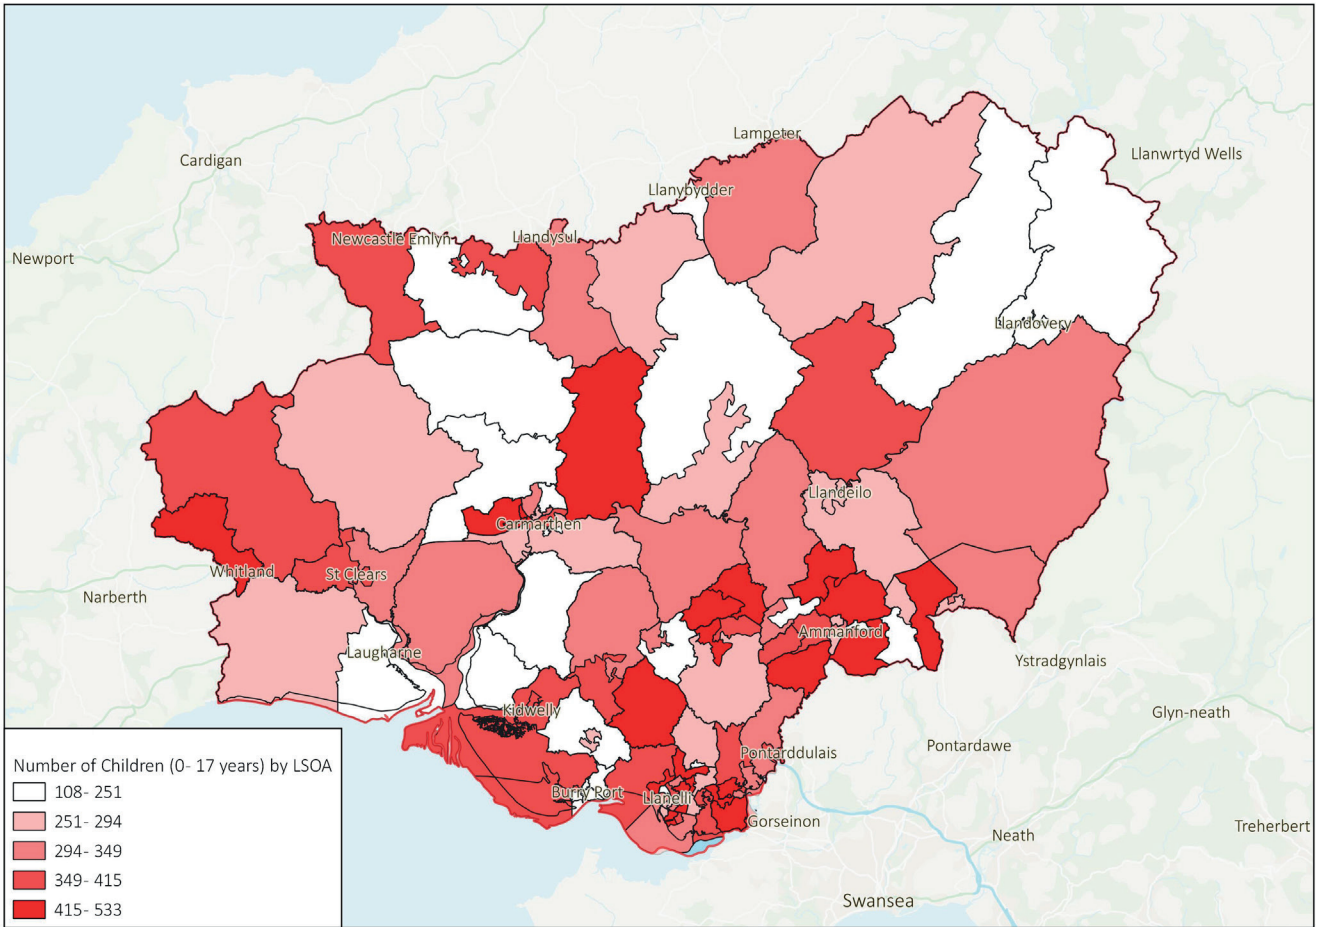 Lampeter
Cardigan
Llanwrtyd Wells
Llanybydder
Newcastle Emlyn
Llandysul
Newport
Llandovery
Llandeilo
Carmarthen
Whitland
St Clears
Narberth
Ammanford
Laugharne
Ystradgynlais
Kidwelly
Glyn-neath
Pontarddulais
Pontardawe
Number of Children (0- 17 years) by LSOA
108- 251
251- 294
294- 349
349- 415
415- 533
Burry Port
Llanelli
Gorseinon
Neath
Treherbert
Swansea